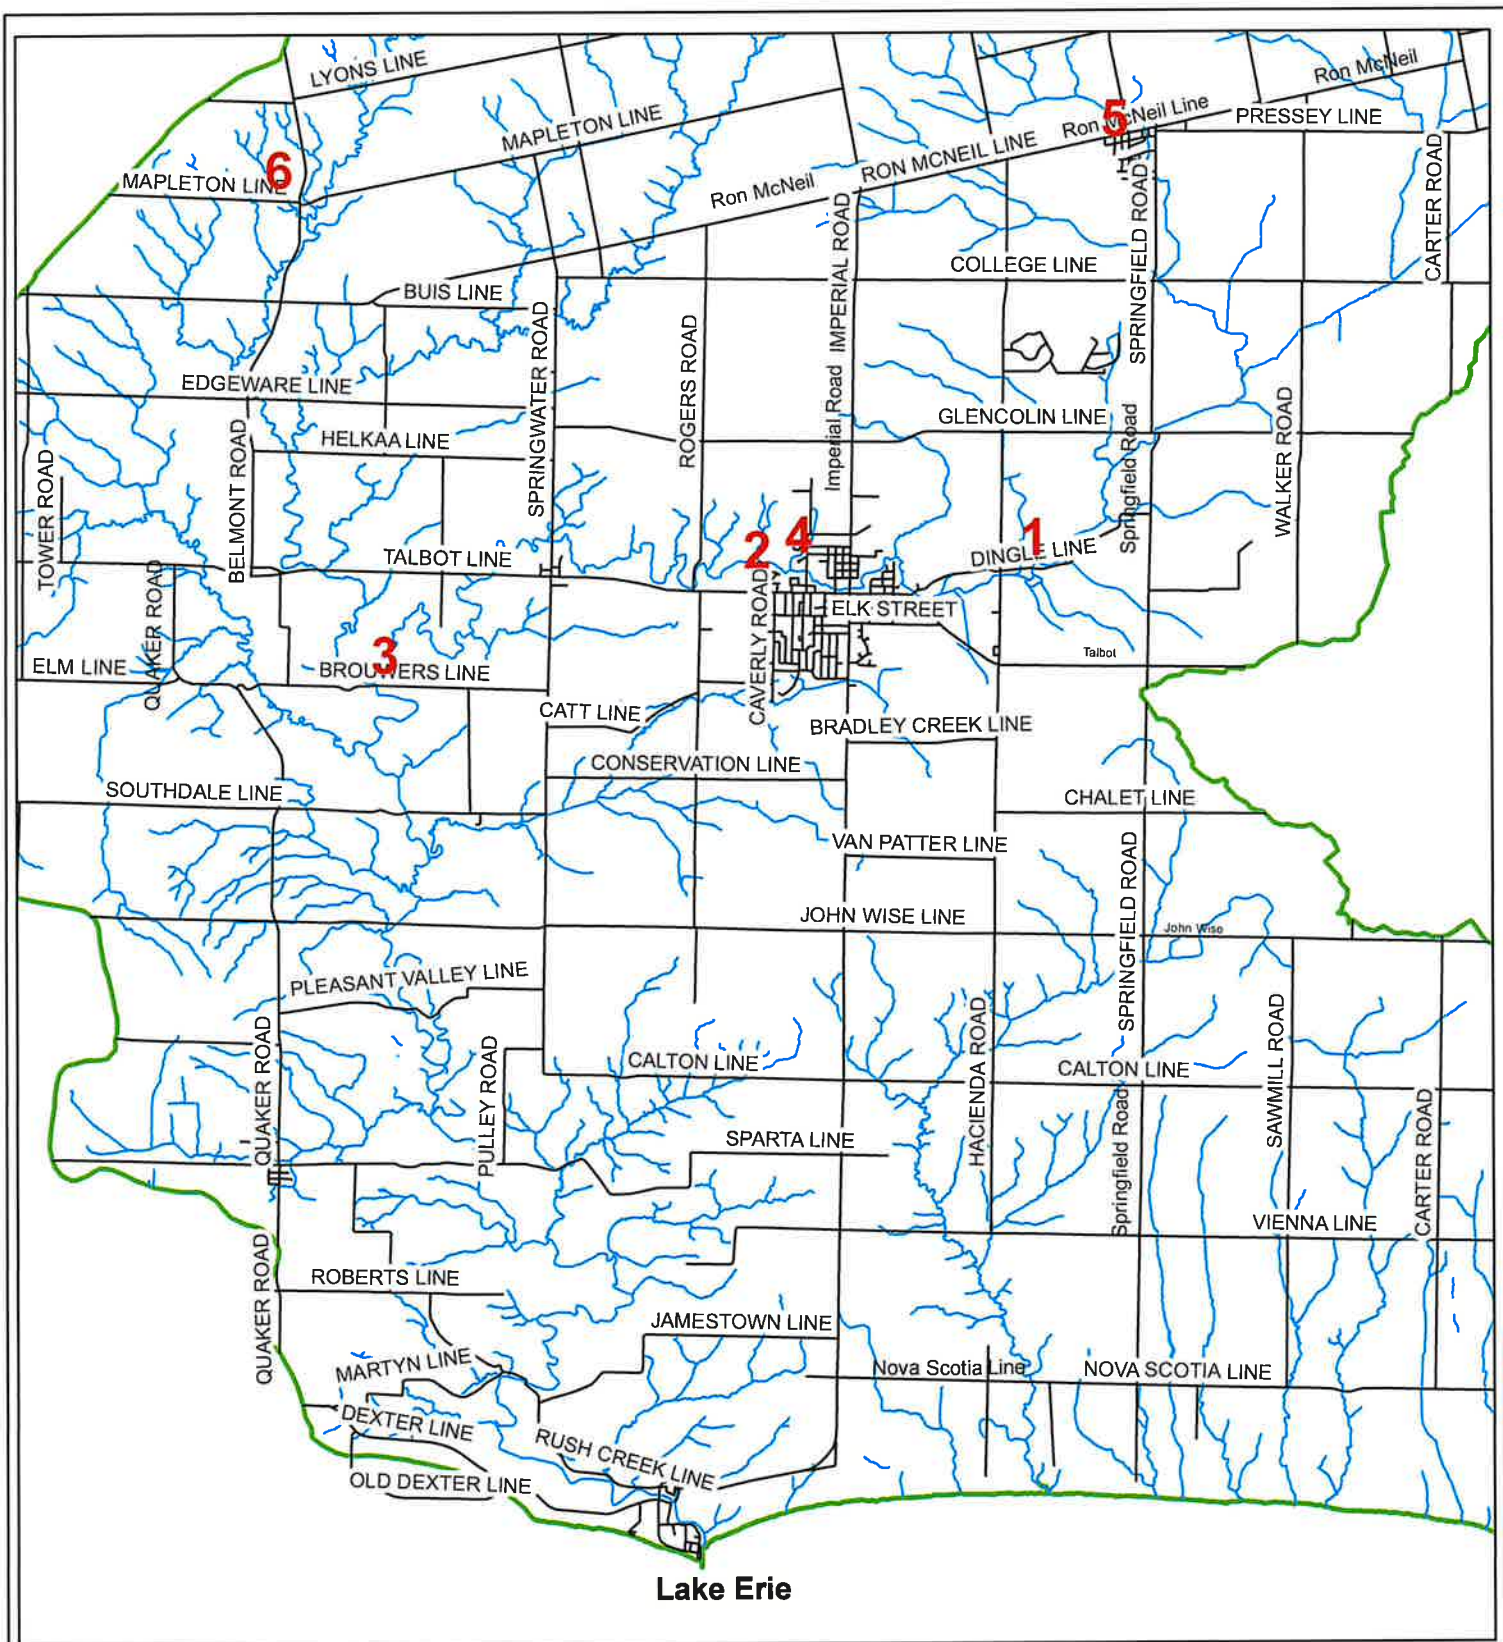 LYONS LINE
Ron McNeil
MAPLETON LINE
5
Ron McNeil Line
PRESSEY LINE
RON MCNEIL LINE
6
MAPLETON LINE
Ron McNeil
CARTER ROAD
SPRINGFIELD ROAD
IMPERIAL ROAD
COLLEGE LINE
BUIS LINE
SPRINGWATER ROAD
ROGERS ROAD
EDGEWARE LINE
Imperial Road
GLENCOLIN LINE
HELKAA LINE
WALKER ROAD
Springfield Road
TOWER ROAD
BELMONT ROAD
2
4
1
TALBOT LINE
DINGLE LINE
QUAKER ROAD
ELK STREET
CAVERLY ROAD
3
ELM LINE
BROUWERS LINE
Talbot
CATT LINE
BRADLEY CREEK LINE
CONSERVATION LINE
SOUTHDALE LINE
CHALET LINE
VAN PATTER LINE
SPRINGFIELD ROAD
JOHN WISE LINE
John Wise
PLEASANT VALLEY LINE
QUAKER ROAD
PULLEY ROAD
CALTON LINE
HACIENDA ROAD
CALTON LINE
SAWMILL ROAD
Springfield Road
CARTER ROAD
SPARTA LINE
VIENNA LINE
QUAKER ROAD
ROBERTS LINE
JAMESTOWN LINE
MARTYN LINE
Nova Scotia Line
NOVA SCOTIA LINE
DEXTER LINE
RUSH CREEK LINE
OLD DEXTER LINE
Lake Erie